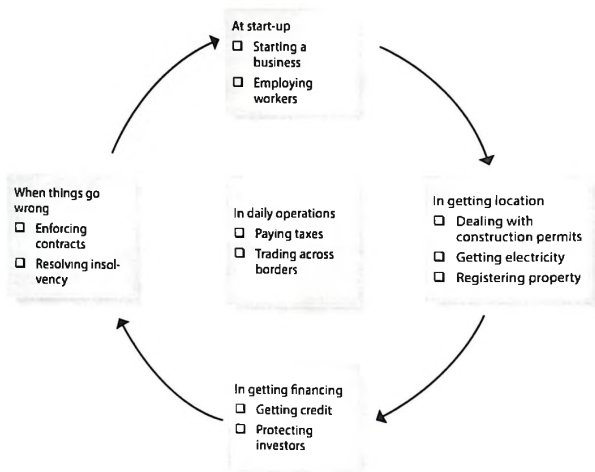 At start-up
❑ Starting a
business
❑ Employing
workers
In getting location
❑ Dealing with
construction permits
❑ Getting electricity
❑ Registering property
In getting financing
❑ Getting credit
❑ Protecting
investors
When things go
wrong
❑ Enforcing
contracts
❑ Resolving insol-
vency
In daily operations
❑ Paying taxes
❑ Trading across
borders